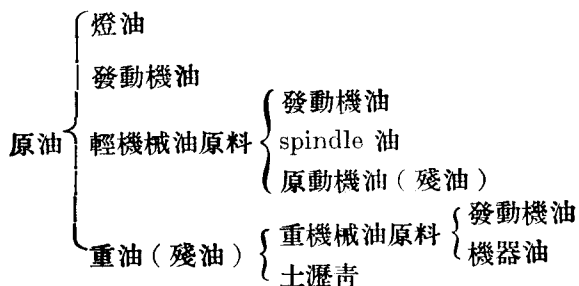 燈油
發動機油
原油 輕機械油原料 發動機油
spindle 油
原動機油(殘油)
重油(殘油) 重機械油原料 發動機油
機器油
土瀝靑